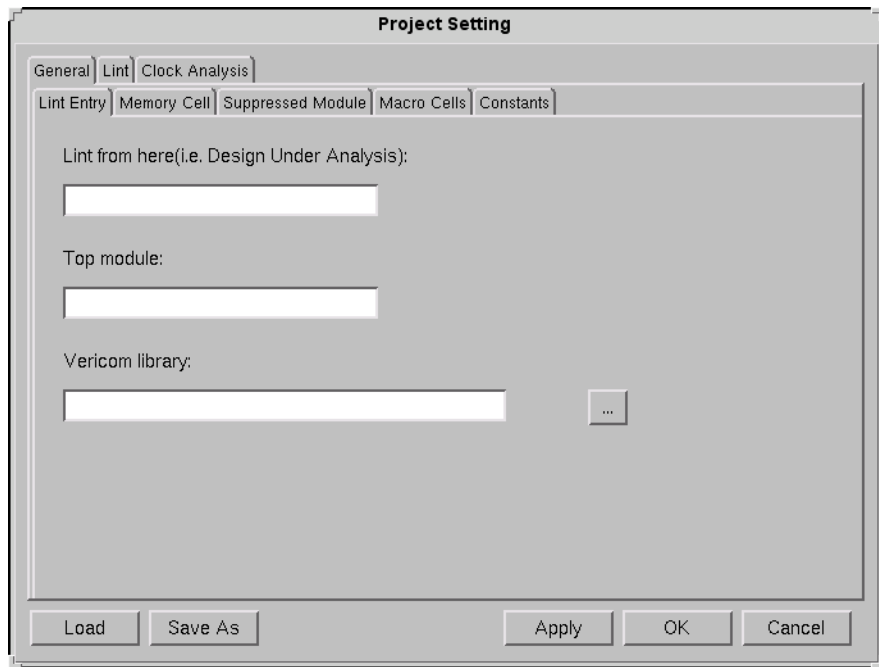 Project Setting
General Lint Clock Analysis
Lint Entry Memory Cell Suppressed Module Macro Cells Constants
Lint from here(i.e. Design Under Analysis):
Top module:
Vericom library:
...
Load Save As Apply OK Cancel